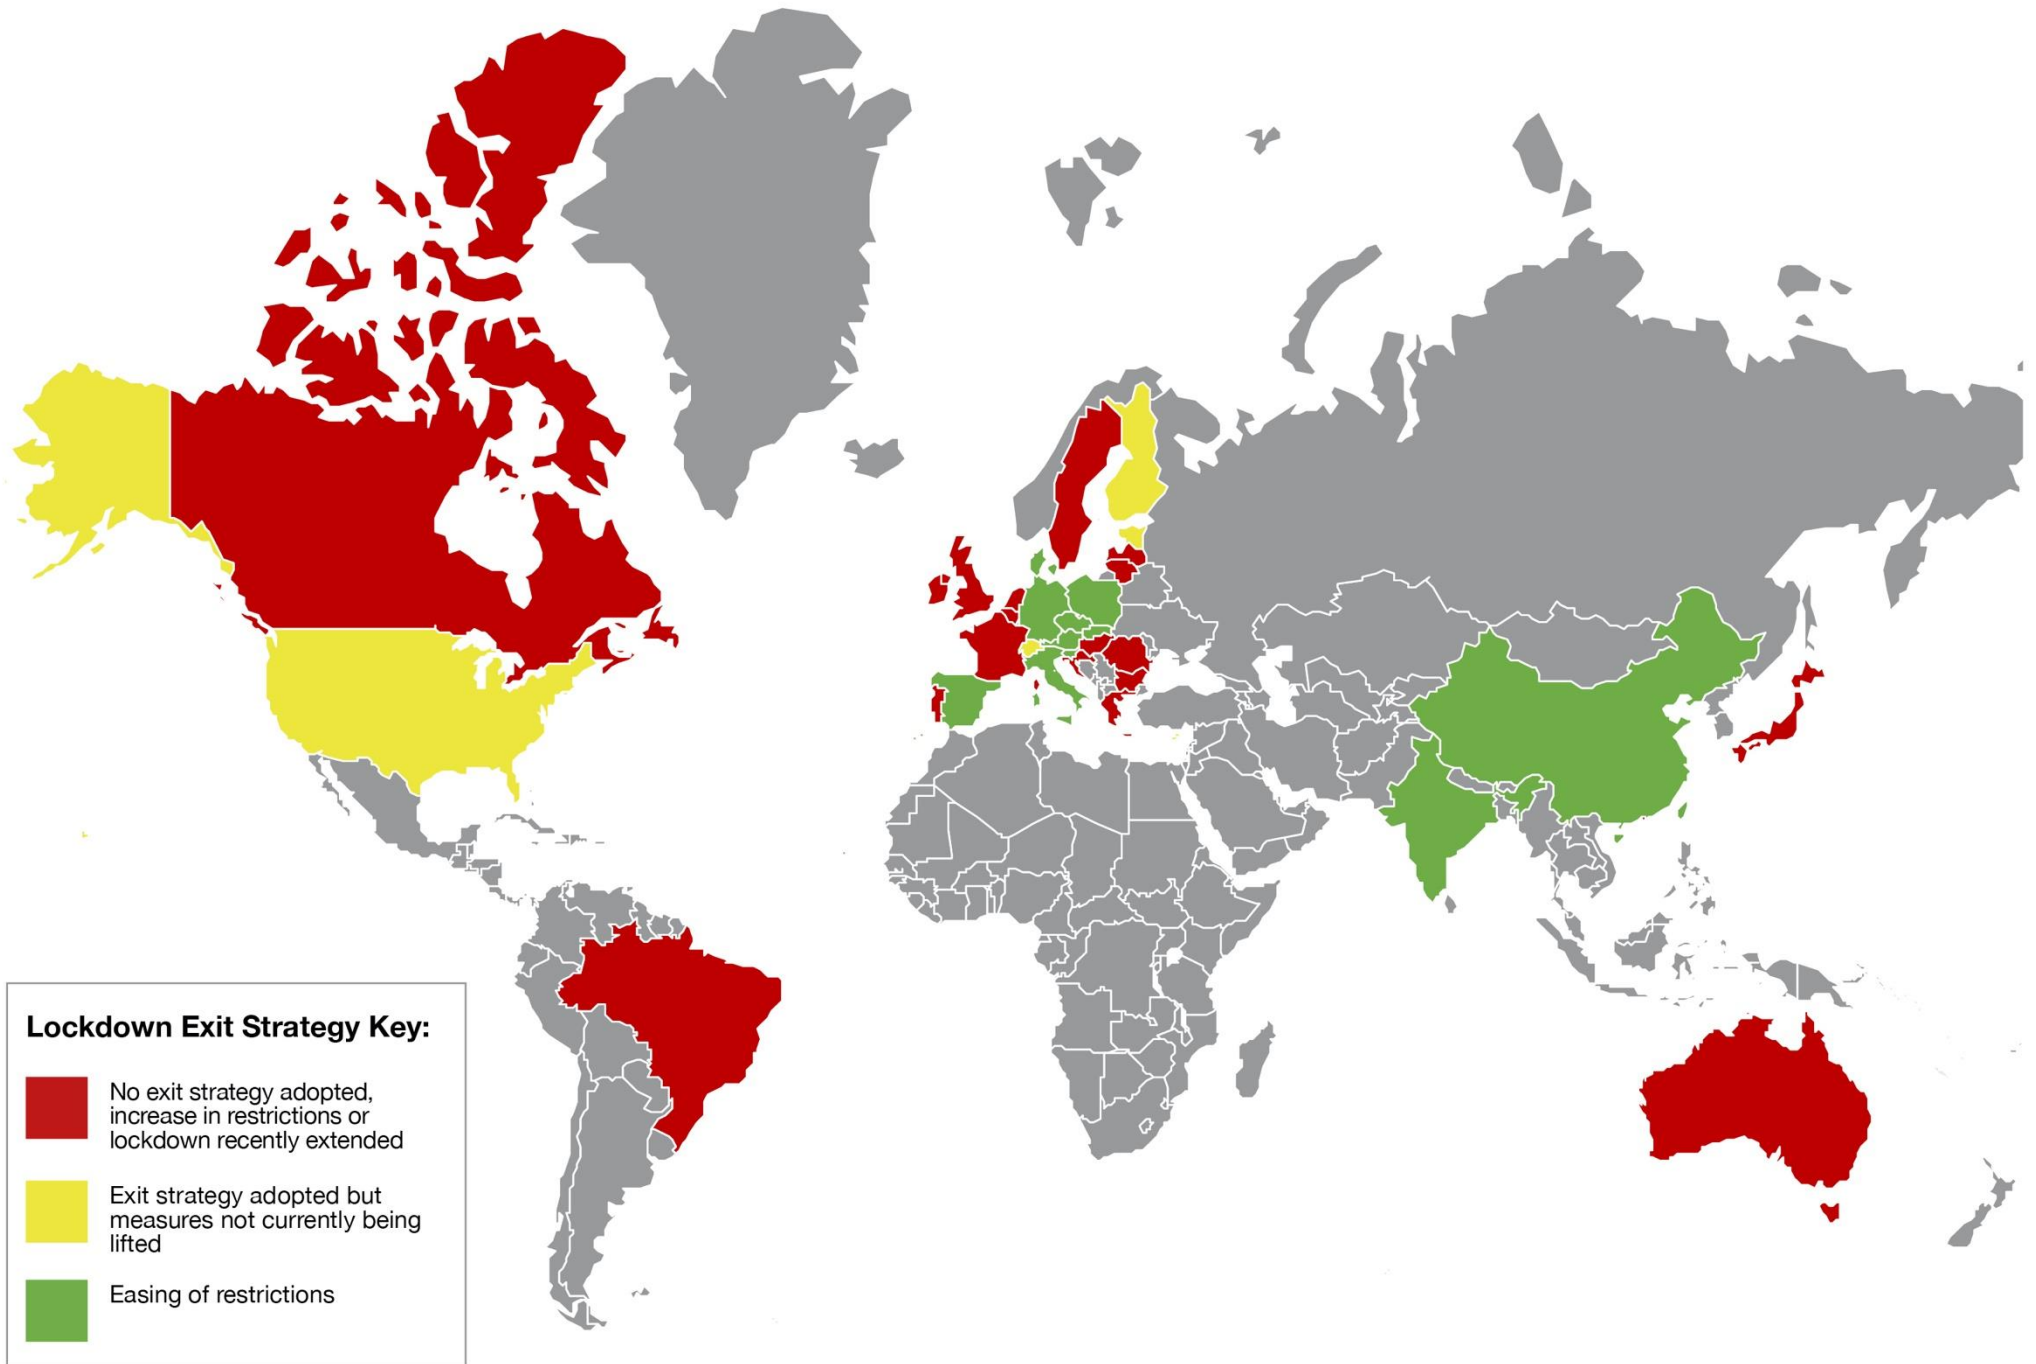 Lockdown Exit Strategy Key:
No exit strategy adopted,
increase in restrictions or
lockdown recently extended
Exit strategy adopted but
measures not currently being
lifted
Easing of restrictions